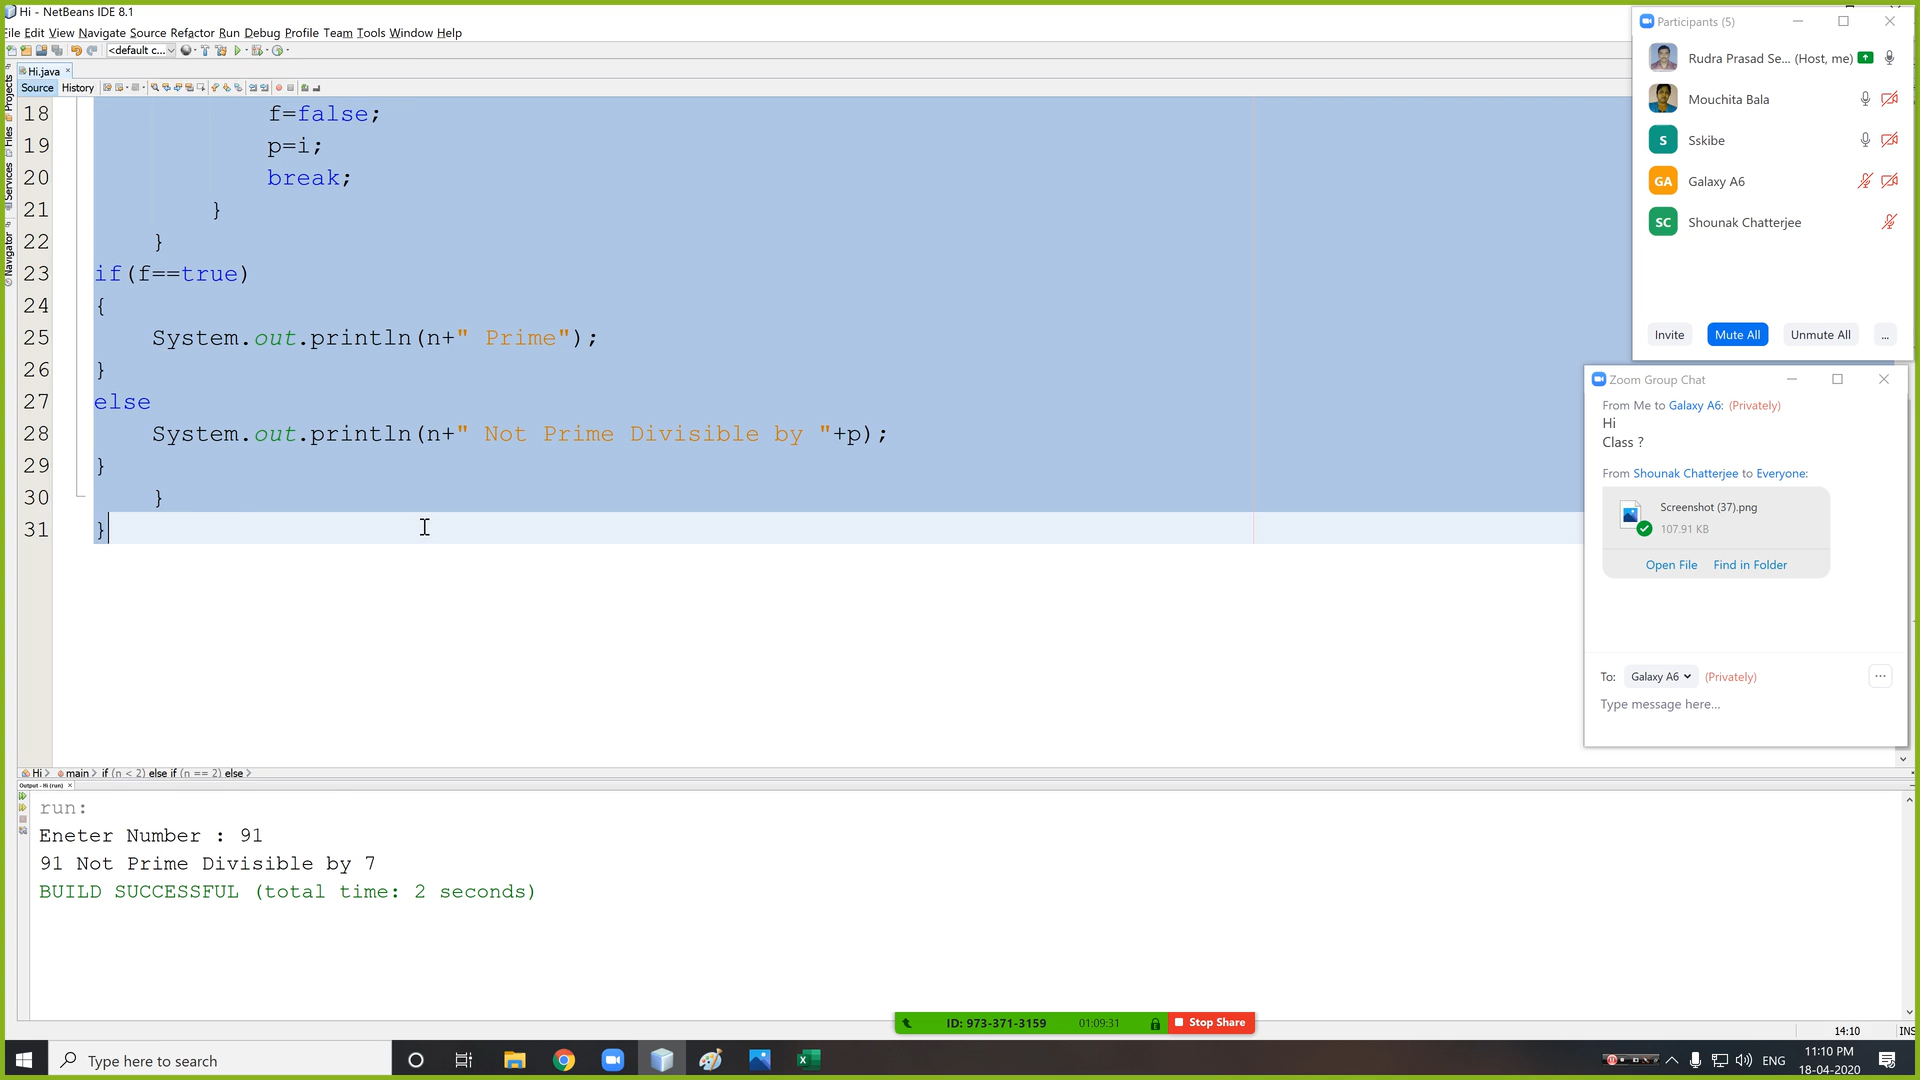 Hi - NetBeans IDE 8.1
File Edit View Navigate Source Refactor Run Debug Profile Team Tools Window Help
<default c...
Hi.java
Source History
Projects
Files
Services
Navigator
18 f=false;
19 p=i;
20 break;
21 }
22 }
23 if(f==true)
24 {
25 System.out.println(n+" Prime");
26 }
27 else
28 System.out.println(n+" Not Prime Divisible by "+p);
29 }
30 }
31 }
Hi main if (n < 2) else if (n == 2) else
Output - Hi (run)
run:
Eneter Number : 91
91 Not Prime Divisible by 7
BUILD SUCCESSFUL (total time: 2 seconds)
14:10 INS
Participants (5)
Rudra Prasad Se... (Host, me)
Mouchita Bala
S Sskibe
GA Galaxy A6
SC Shounak Chatterjee
Invite Mute All Unmute All ...
Zoom Group Chat
From Me to Galaxy A6: (Privately)
Hi
Class ?
From Shounak Chatterjee to Everyone:
Screenshot (37).png
107.91 KB
Open File Find in Folder
To: Galaxy A6 (Privately)
Type message here...
ID: 973-371-3159 01:09:31 Stop Share
Type here to search
ENG
11:10 PM
18-04-2020